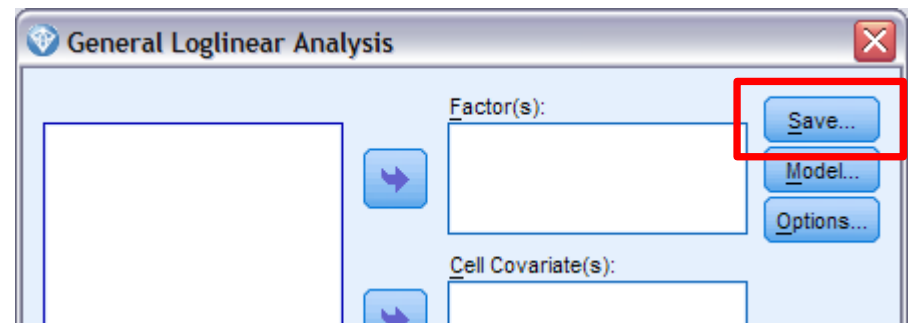 General Loglinear Analysis
Factor(s):
Save...
Model...
Options...
Cell Covariate(s):